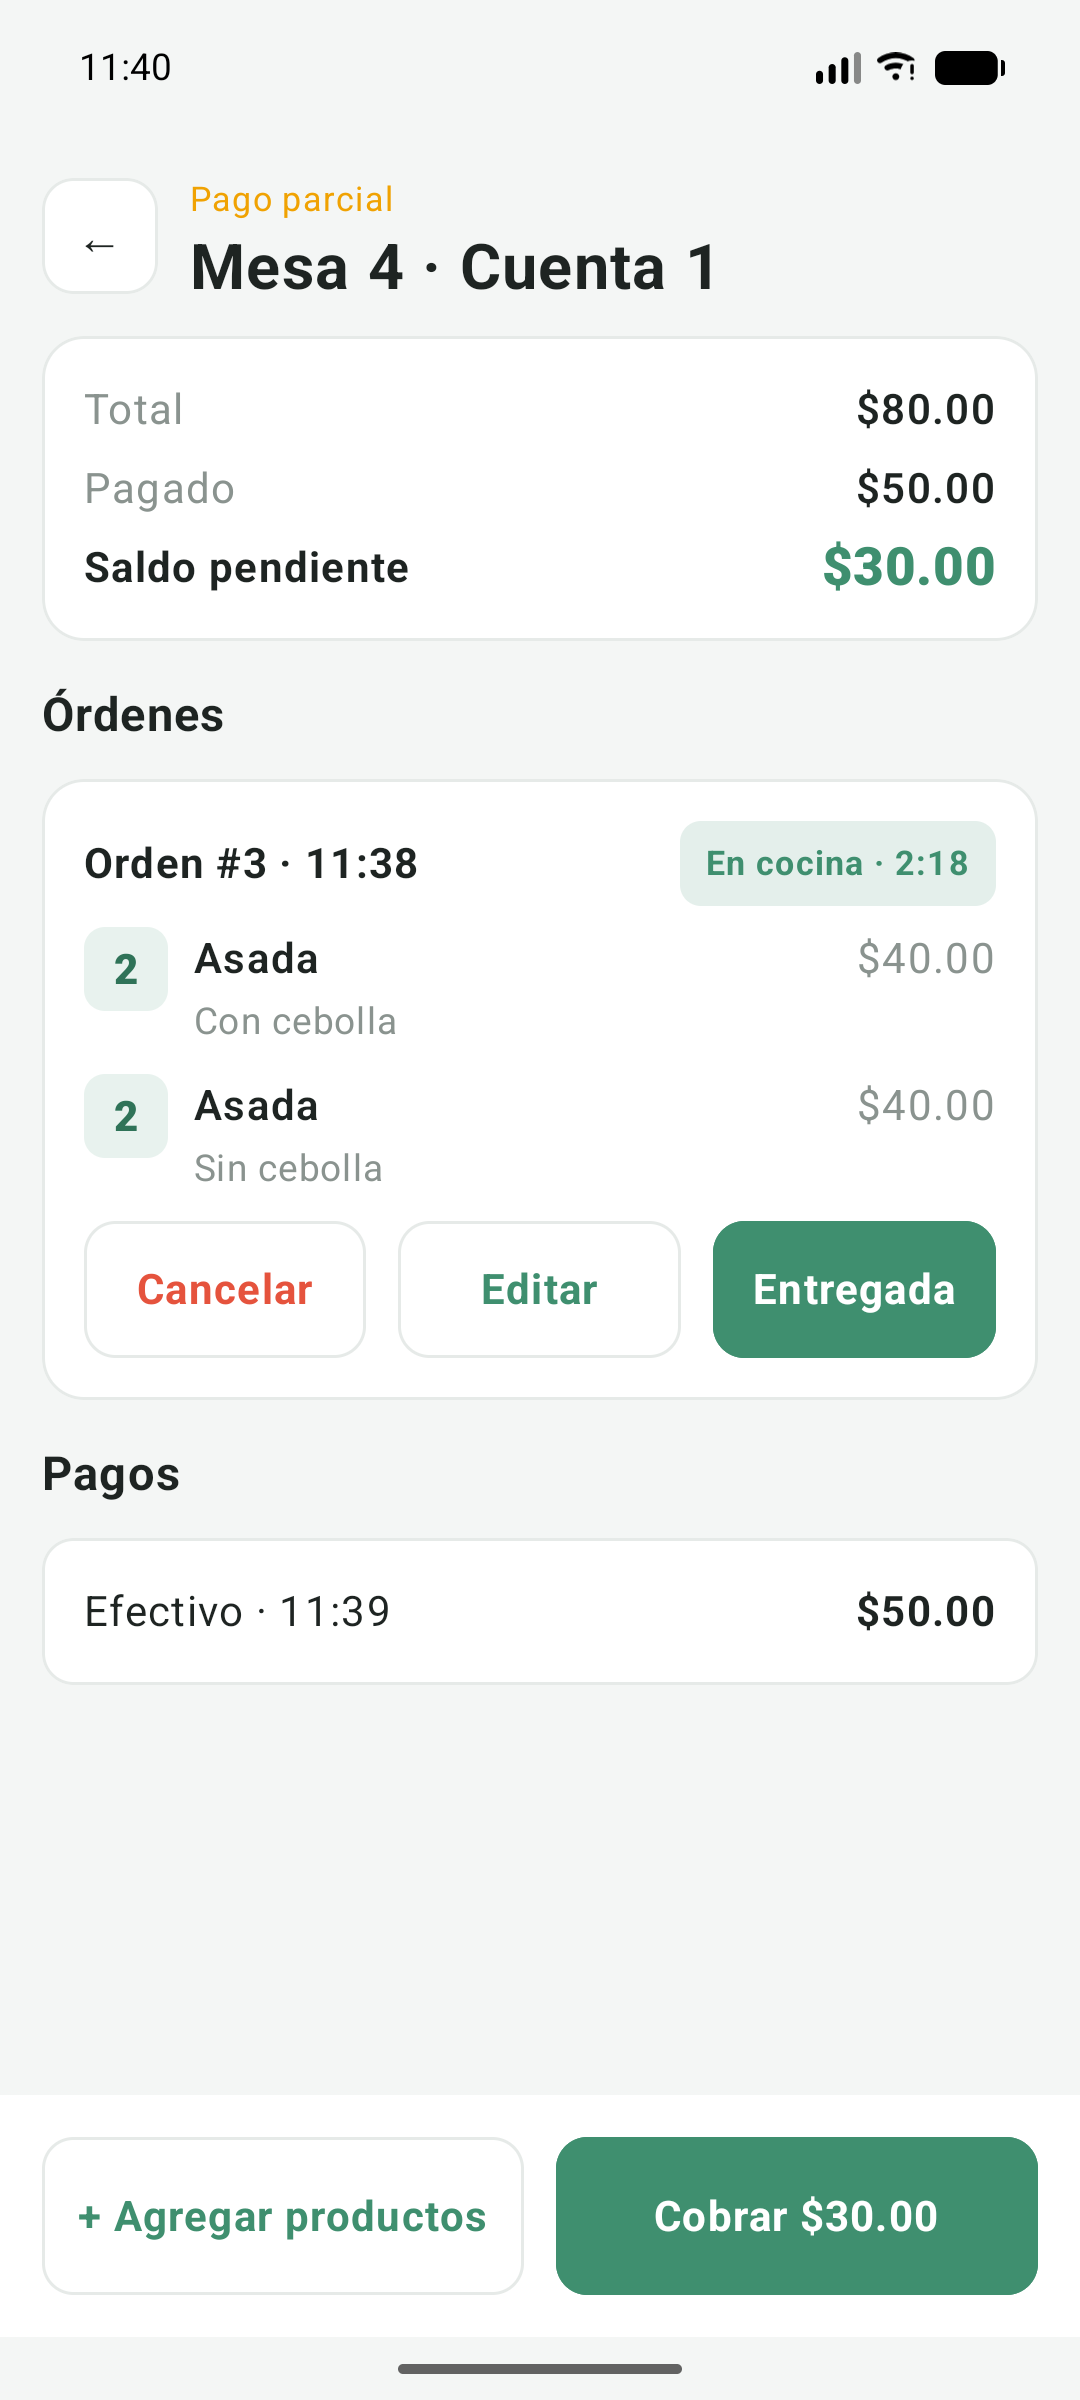 11:40
←
Pago parcial
Mesa 4 · Cuenta 1
Total $80.00
Pagado $50.00
Saldo pendiente $30.00
Órdenes
Orden #3 · 11:38 En cocina · 2:18
2 Asada $40.00
Con cebolla
2 Asada $40.00
Sin cebolla
Cancelar Editar Entregada
Pagos
Efectivo · 11:39 $50.00
+ Agregar productos Cobrar $30.00